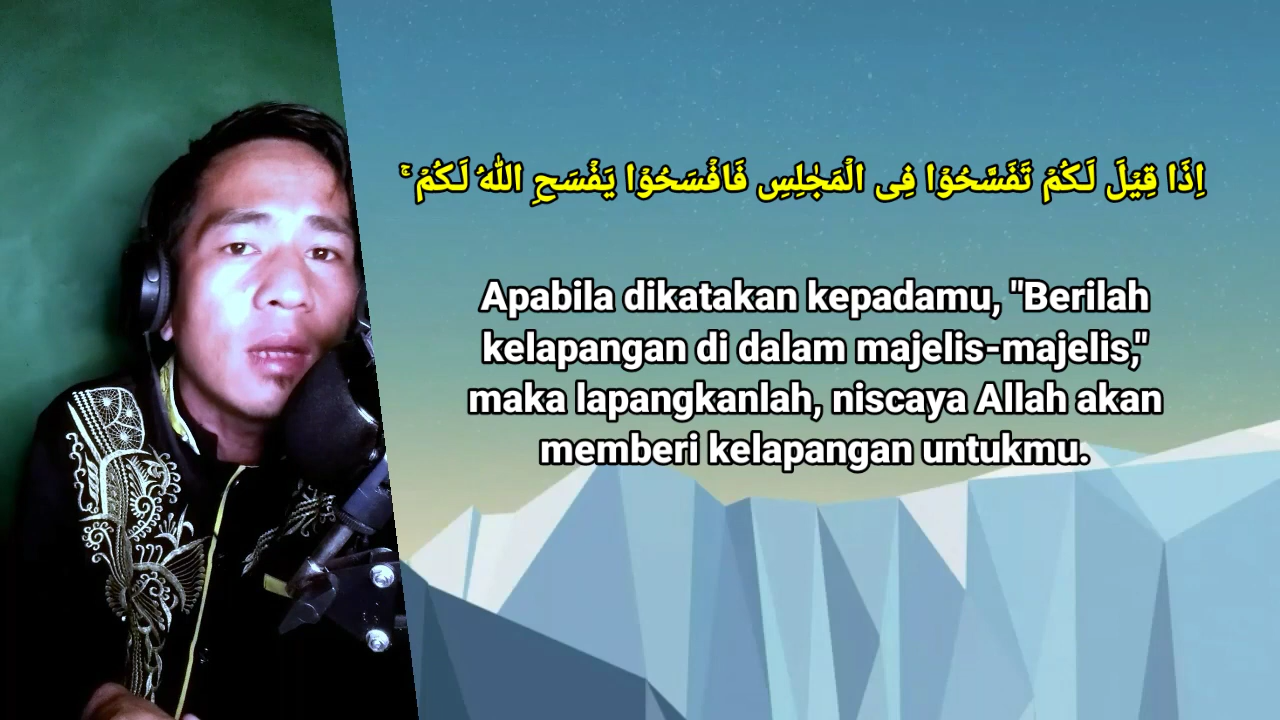 اِذَا قِيْلَ لَكُمْ تَفَسَّحُوْا فِى الْمَجٰلِسِ فَافْسَحُوْا يَفْسَحِ اللّٰهُ لَكُمْ ۚ
Apabila dikatakan kepadamu, "Berilah
kelapangan di dalam majelis-majelis,"
maka lapangkanlah, niscaya Allah akan
memberi kelapangan untukmu.